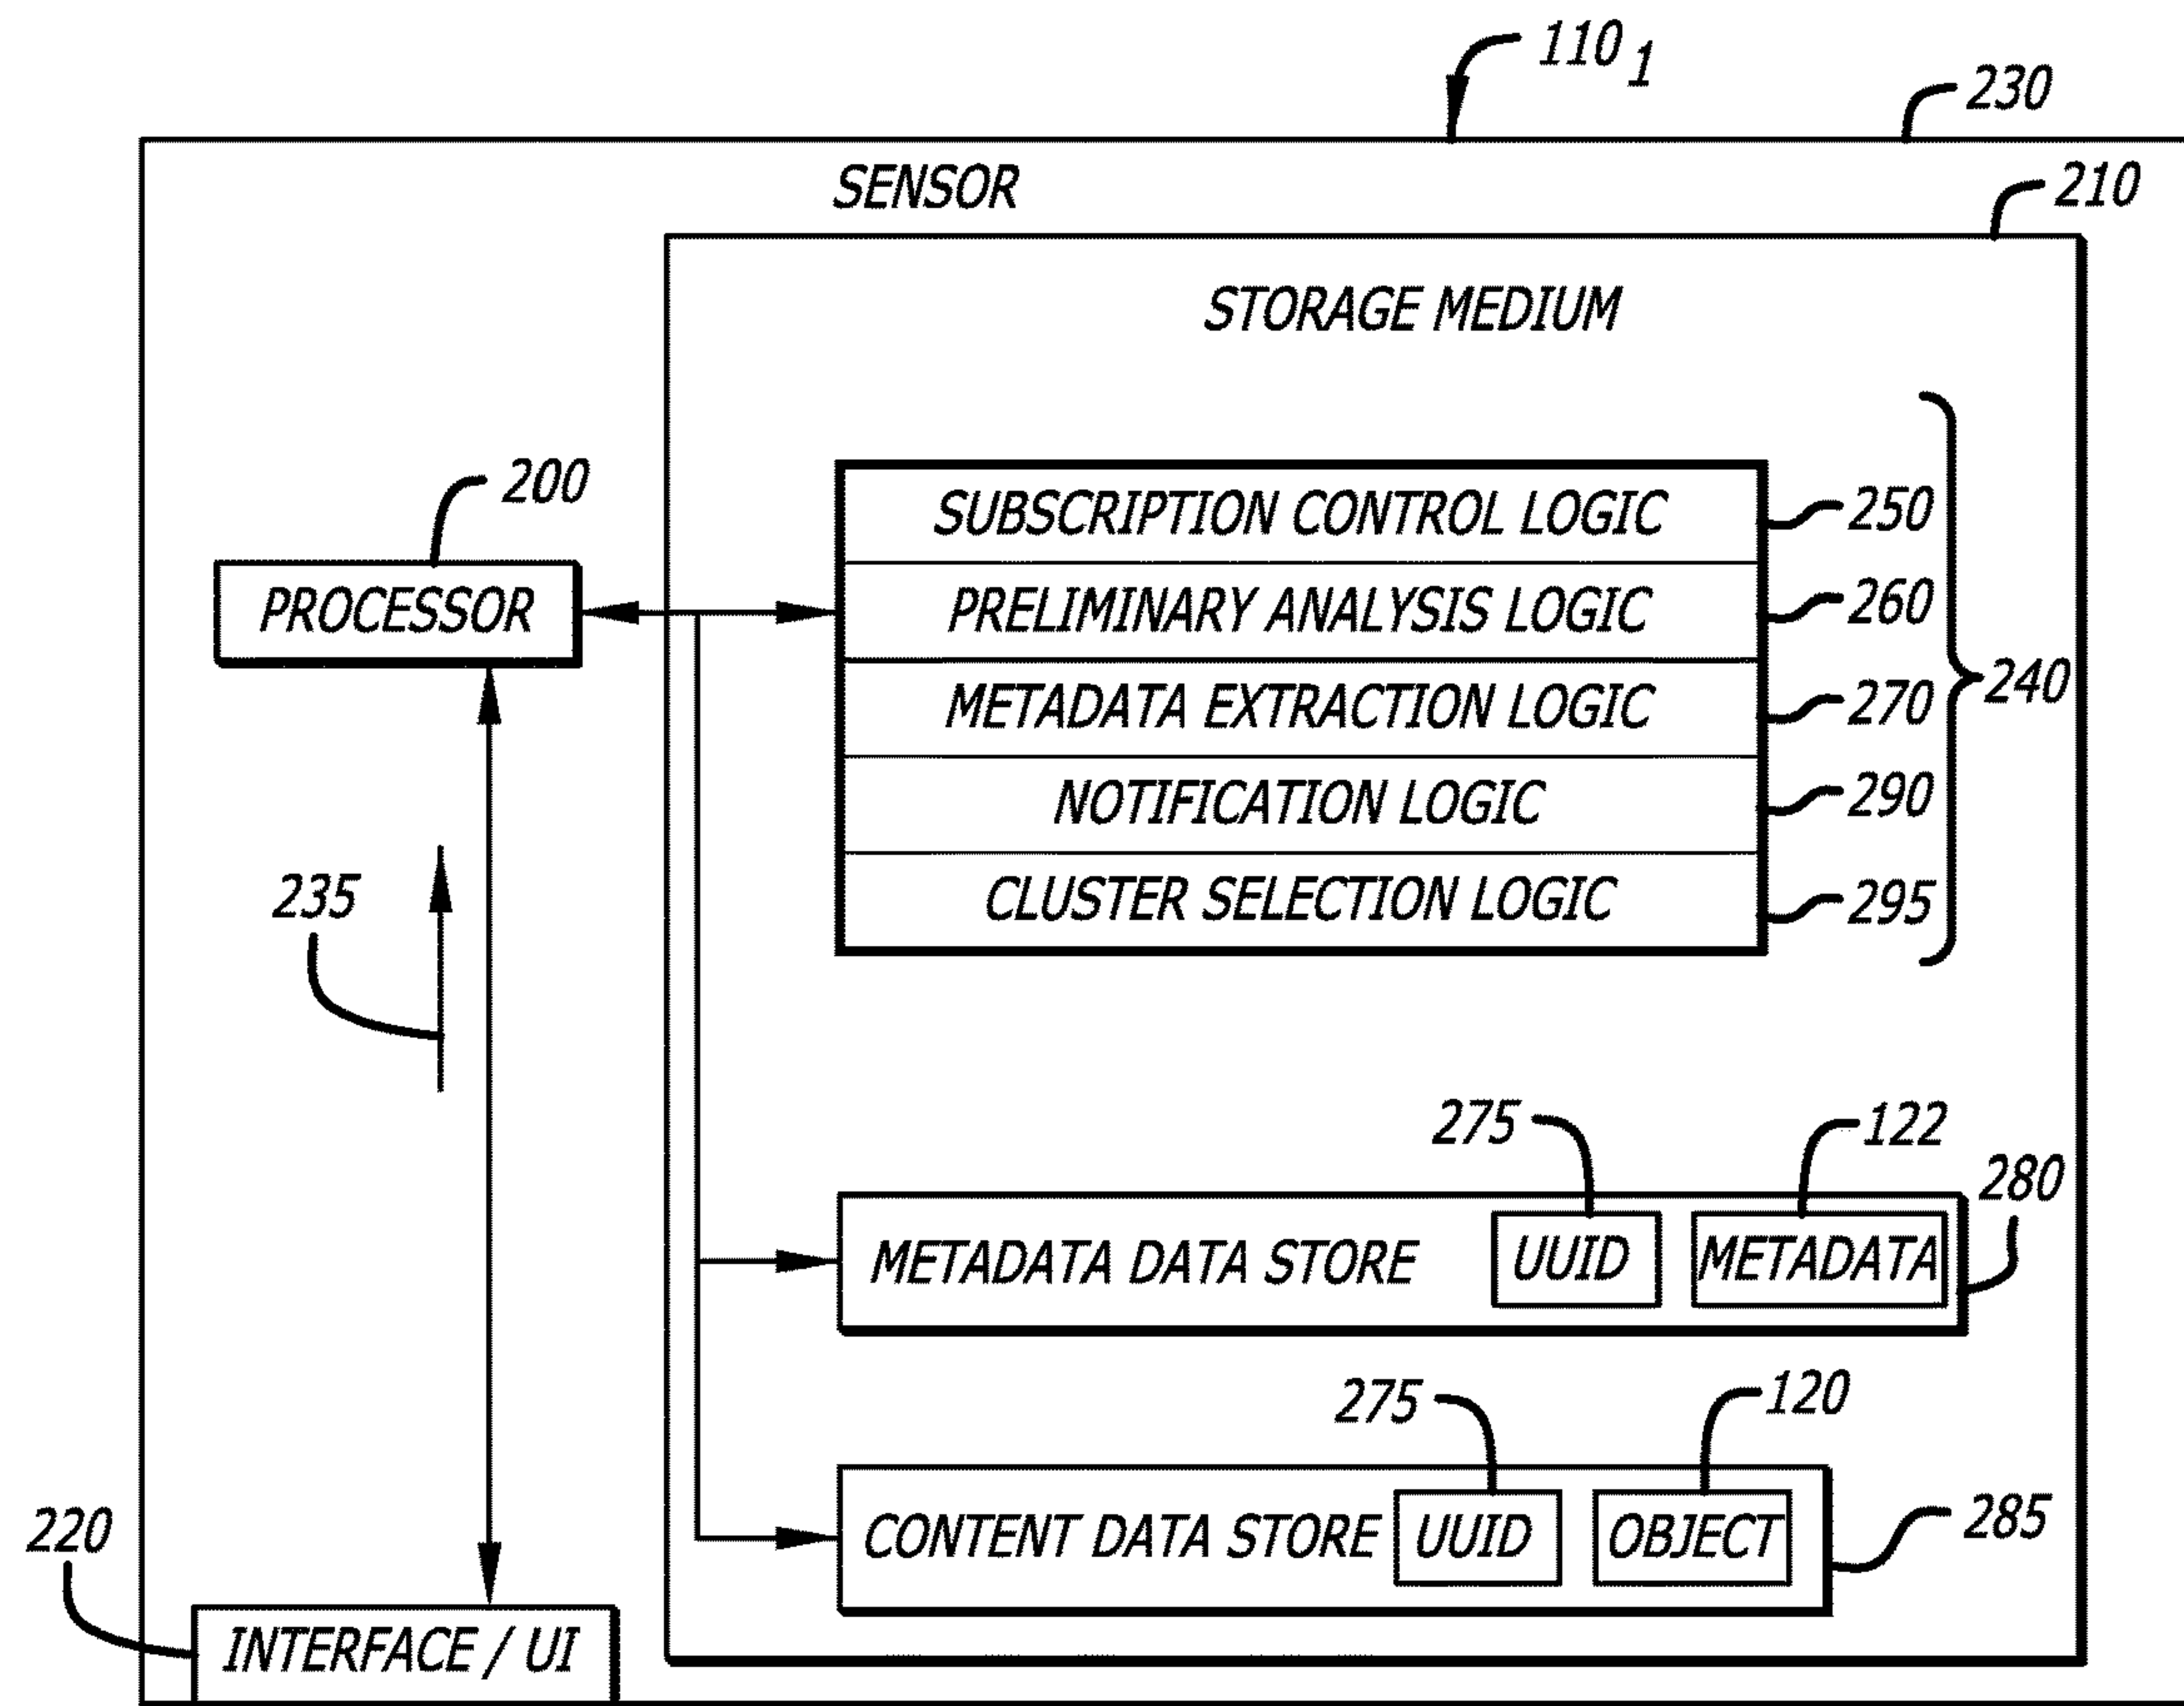 110 1
230
SENSOR
210
STORAGE MEDIUM
200
PROCESSOR
SUBSCRIPTION CONTROL LOGIC 250
PRELIMINARY ANALYSIS LOGIC 260
METADATA EXTRACTION LOGIC 270
240
NOTIFICATION LOGIC 290
CLUSTER SELECTION LOGIC 295
235
275 122
280
METADATA DATA STORE UUID METADATA
275 120
CONTENT DATA STORE UUID OBJECT 285
220
INTERFACE / UI